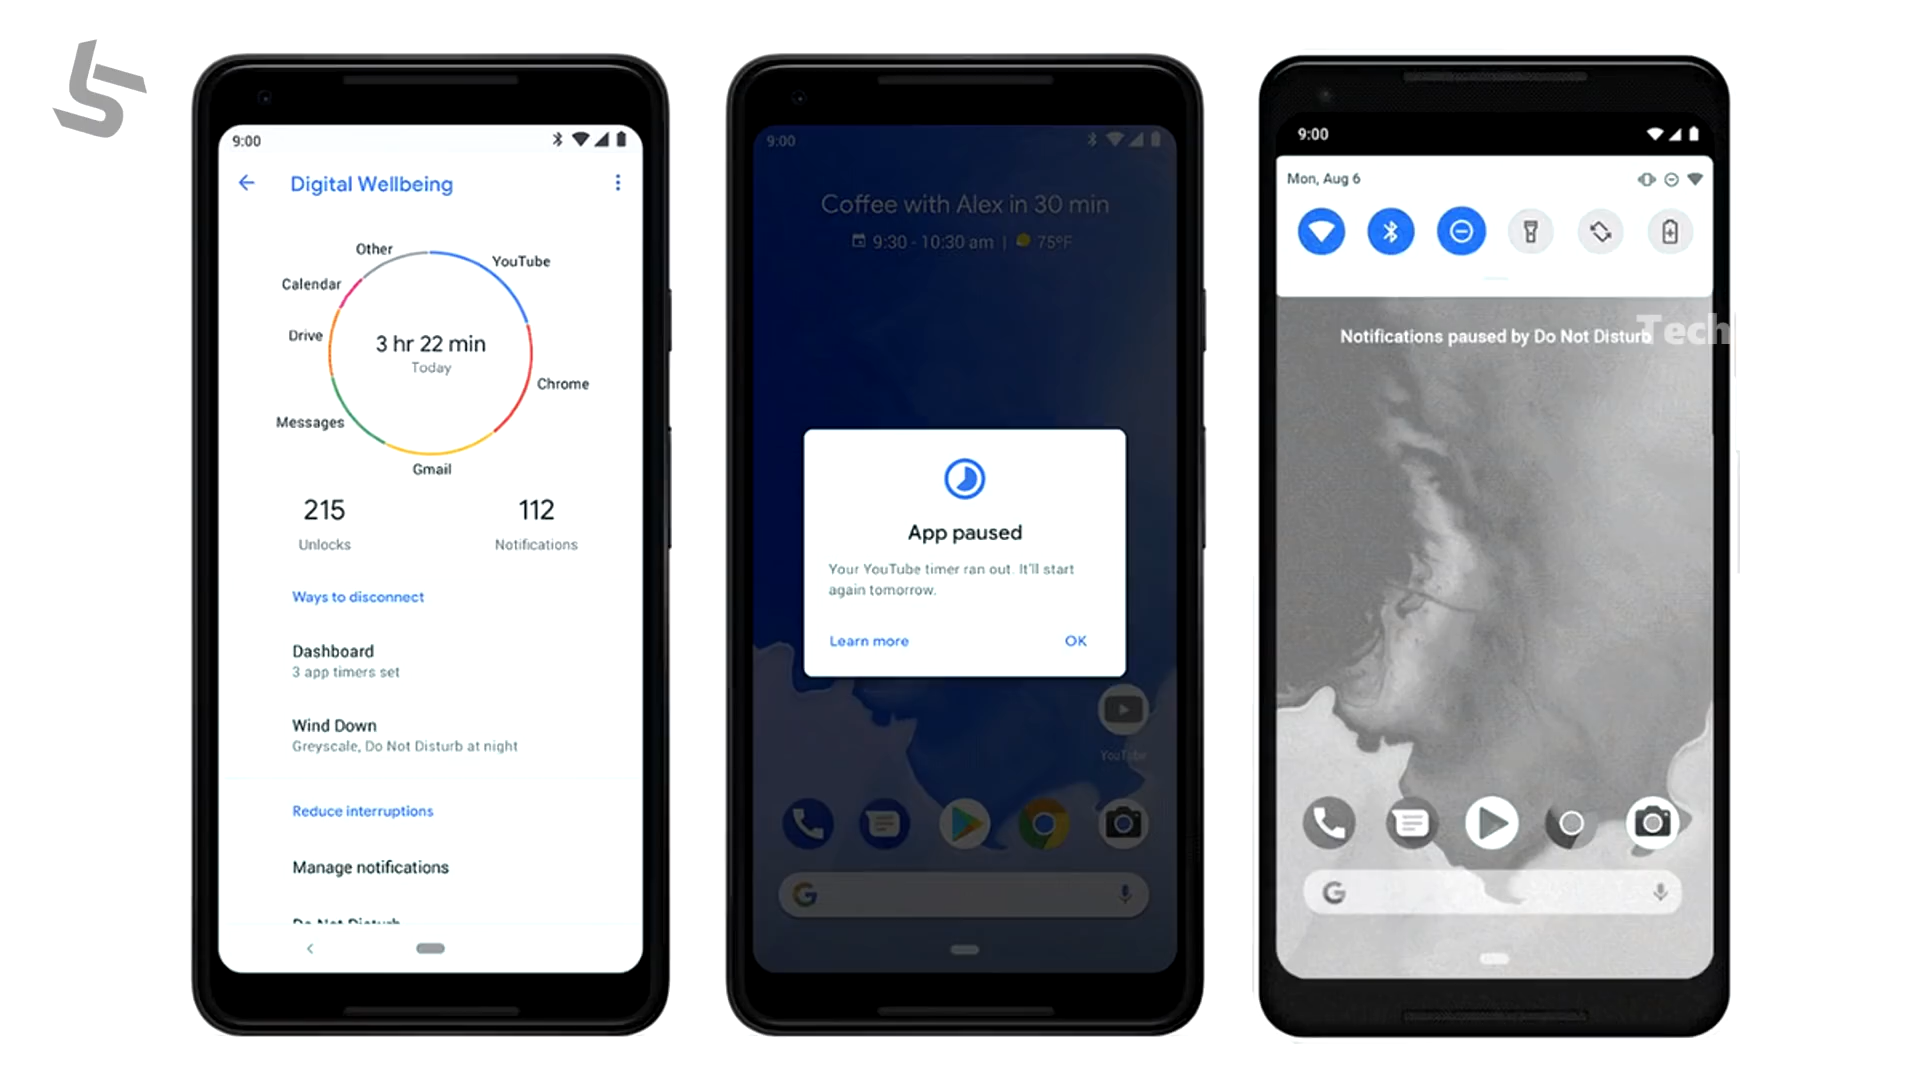 9:00
Digital Wellbeing
Other
YouTube
Calendar
Drive
3 hr 22 min
Today
Chrome
Messages
Gmail
215
112
Unlocks
Notifications
Ways to disconnect
Dashboard
3 app timers set
Wind Down
Greyscale, Do Not Disturb at night
Reduce interruptions
Manage notifications
Do Not Disturb
9:00
Coffee with Alex in 30 min
9:30 - 10:30 am | 75°F
App paused
Your YouTube timer ran out. It'll start
again tomorrow.
Learn more
OK
YouTube
G
9:00
Mon, Aug 6
Notifications paused by Do Not Disturb
Tech
G